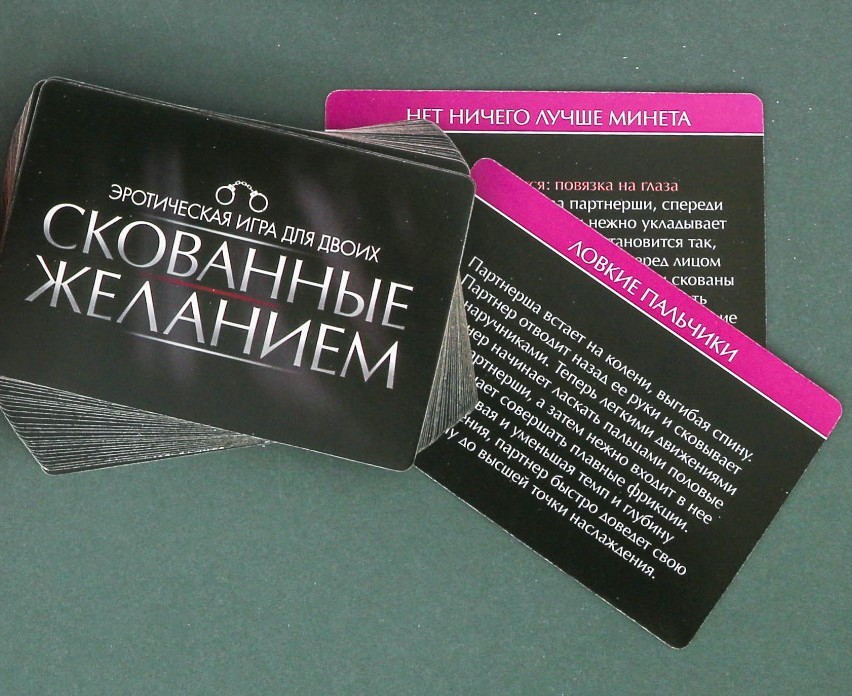 ЭРОТИЧЕСКАЯ ИГРА ДЛЯ ДВОИХ
СКОВАННЫЕ
ЖЕЛАНИЕМ
НЕТ НИЧЕГО ЛУЧШЕ МИНЕТА
повязка на глаза
партнерши, спереди
нежно укладывает
так,
лицом
скованы
ЛОВКИЕ ПАЛЬЧИКИ
Партнерша встает на колени, выгибая спину.
Партнер отводит назад ее руки и сковывает
наручниками. Теперь легкими движениями
начинает ласкать пальцами половые
а затем нежно входит в нее
совершать плавные фрикции.
и уменьшая темп и глубину
партнер быстро доведет свою
до высшей точки наслаждения.